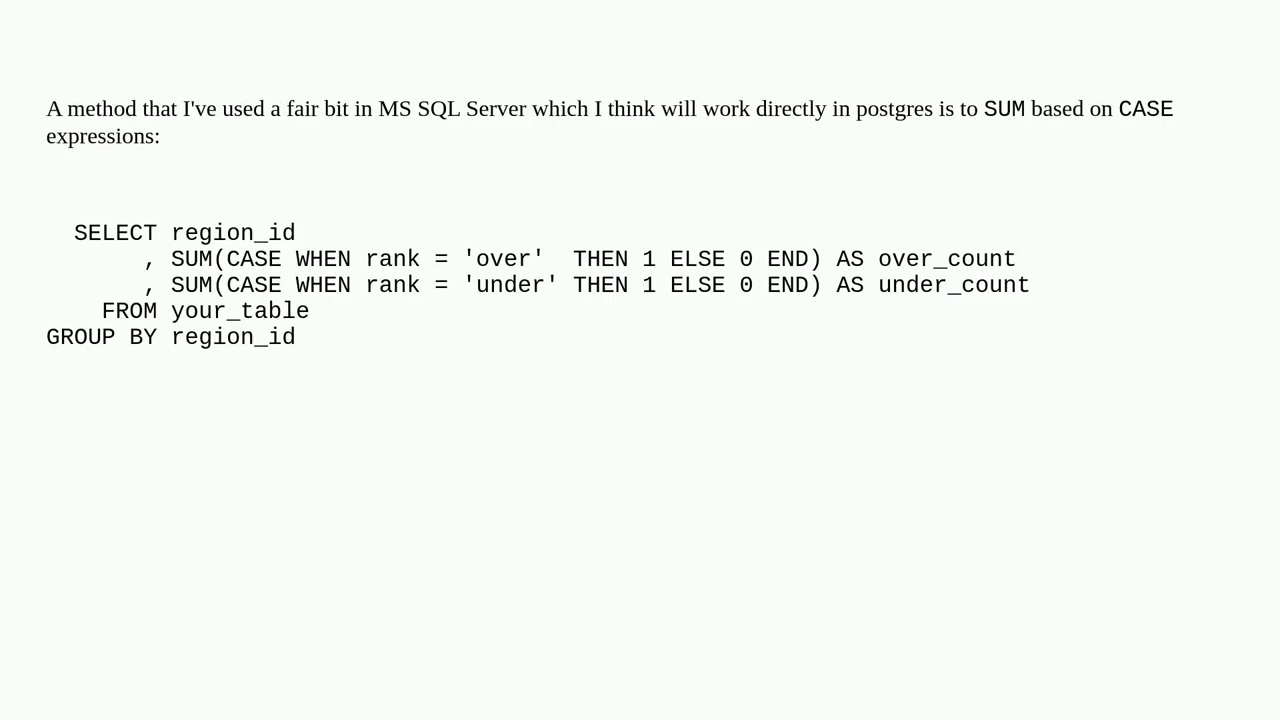 A method that I've used a fair bit in MS SQL Server which I think will work directly in postgres is to SUM based on CASE
expressions:
  SELECT region_id
       , SUM(CASE WHEN rank = 'over'  THEN 1 ELSE 0 END) AS over_count
       , SUM(CASE WHEN rank = 'under' THEN 1 ELSE 0 END) AS under_count
    FROM your_table
GROUP BY region_id